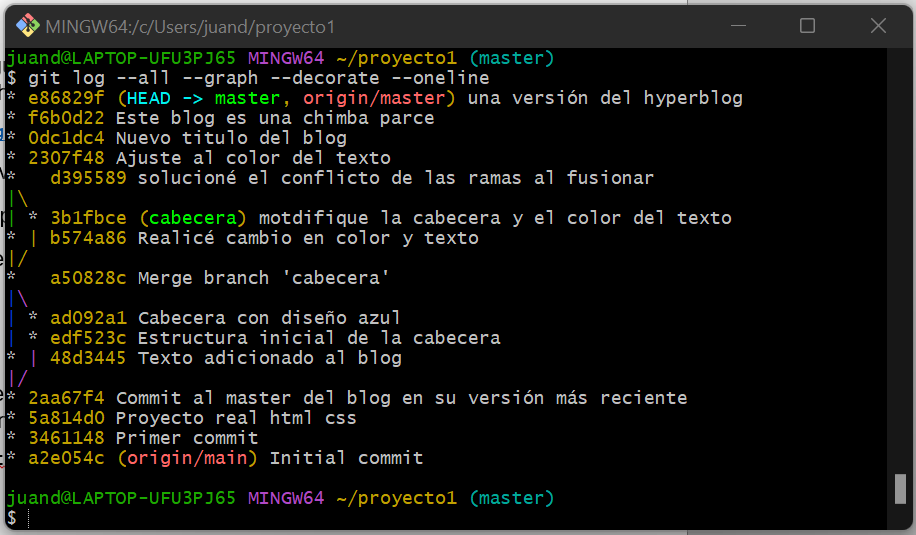 MINGW64:/c/Users/juand/proyecto1
juand@LAPTOP-UFU3PJ65 MINGW64 ~/proyecto1 (master)
$ git log --all --graph --decorate --oneline
* e86829f (HEAD -> master, origin/master) una versión del hyperblog
* f6b0d22 Este blog es una chimba parce
* 0dc1dc4 Nuevo titulo del blog
* 2307f48 Ajuste al color del texto
*   d395589 solucioné el conflicto de las ramas al fusionar
|\
| * 3b1fbce (cabecera) motdifique la cabecera y el color del texto
* | b574a86 Realicé cambio en color y texto
|/
*   a50828c Merge branch 'cabecera'
|\
| * ad092a1 Cabecera con diseño azul
| * edf523c Estructura inicial de la cabecera
* | 48d3445 Texto adicionado al blog
|/
* 2aa67f4 Commit al master del blog en su versión más reciente
* 5a814d0 Proyecto real html css
* 3461148 Primer commit
* a2e054c (origin/main) Initial commit
juand@LAPTOP-UFU3PJ65 MINGW64 ~/proyecto1 (master)
$